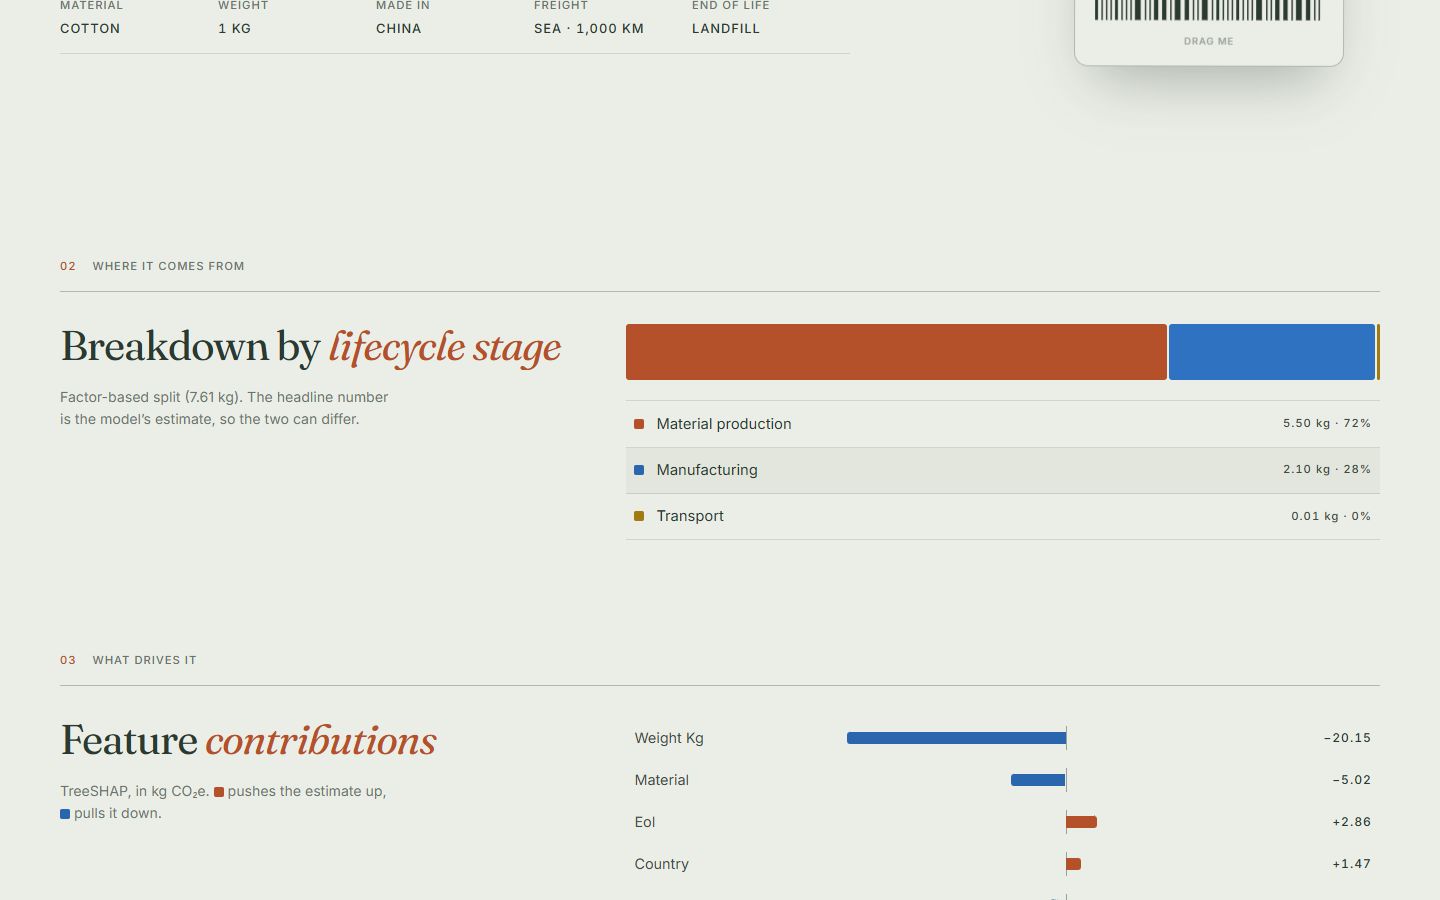 MATERIAL WEIGHT MADE IN FREIGHT END OF LIFE
COTTON 1 KG CHINA SEA · 1,000 KM LANDFILL
DRAG ME
02 WHERE IT COMES FROM
Breakdown by lifecycle stage
Factor-based split (7.61 kg). The headline number
is the model’s estimate, so the two can differ.
Material production 5.50 kg · 72%
Manufacturing 2.10 kg · 28%
Transport 0.01 kg · 0%
03 WHAT DRIVES IT
Feature contributions
TreeSHAP, in kg CO₂e. pushes the estimate up,
pulls it down.
Weight Kg −20.15
Material −5.02
Eol +2.86
Country +1.47